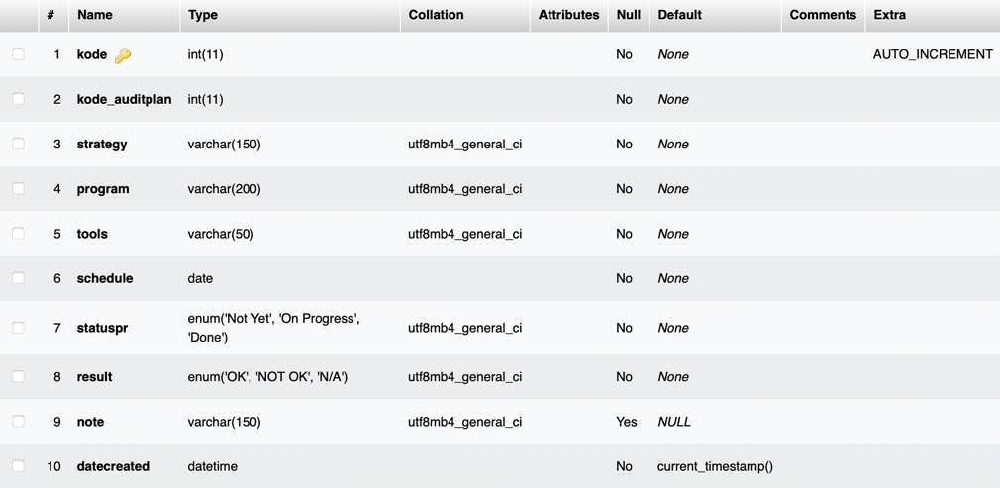 # Name Type Collation Attributes Null Default Comments Extra
1 kode int(11) No None AUTO_INCREMENT
2 kode_auditplan int(11) No None
3 strategy varchar(150) utf8mb4_general_ci No None
4 program varchar(200) utf8mb4_general_ci No None
5 tools varchar(50) utf8mb4_general_ci No None
6 schedule date No None
7 statuspr enum('Not Yet', 'On Progress', 'Done') utf8mb4_general_ci No None
8 result enum('OK', 'NOT OK', 'N/A') utf8mb4_general_ci No None
9 note varchar(150) utf8mb4_general_ci Yes NULL
10 datecreated datetime No current_timestamp()